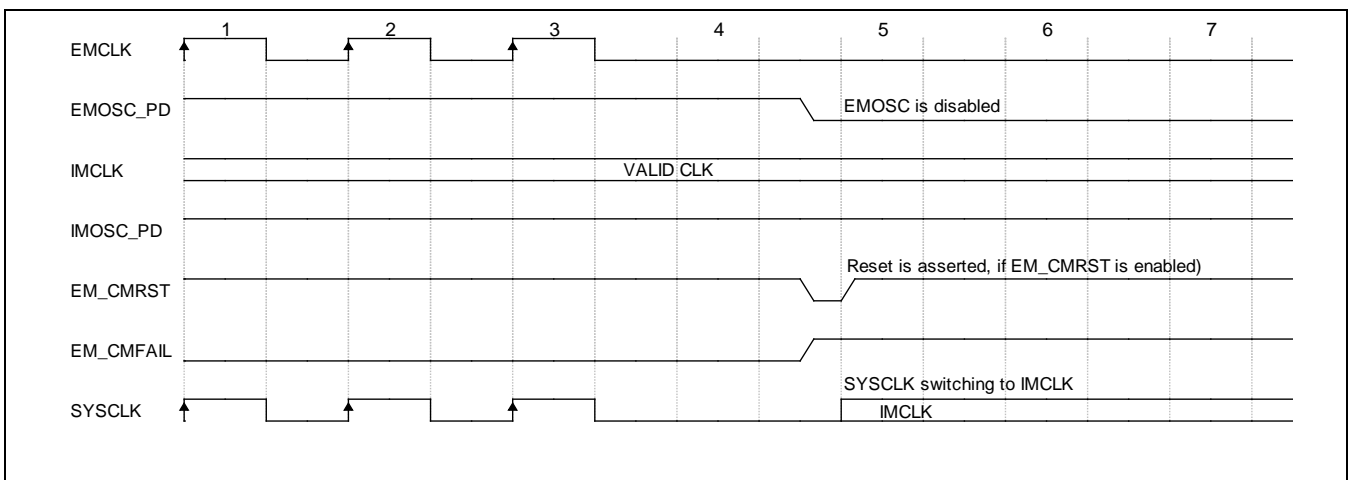 1 2 3 4 5 6 7
EMCLK
EMOSC_PD
EMOSC is disabled
IMCLK
VALID CLK
IMOSC_PD
Reset is asserted, if EM_CMRST is enabled)
EM_CMRST
EM_CMFAIL
SYSCLK switching to IMCLK
SYSCLK
IMCLK